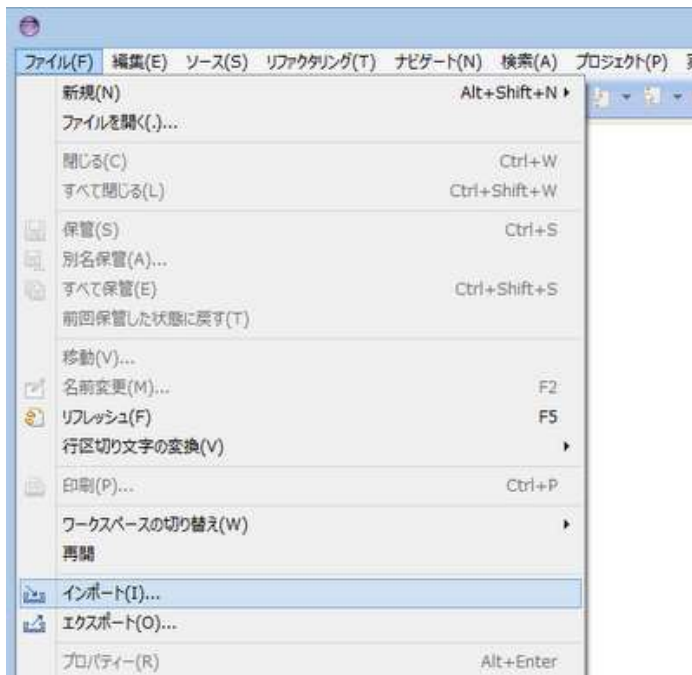 ファイル(F) 編集(E) ソース(S) リファクタリング(T) ナビゲート(N) 検索(A) プロジェクト(P)
新規(N) Alt+Shift+N
ファイルを開く(.)...
閉じる(C) Ctrl+W
すべて閉じる(L) Ctrl+Shift+W
保管(S) Ctrl+S
別名保管(A)...
すべて保管(E) Ctrl+Shift+S
前回保管した状態に戻す(T)
移動(V)...
名前変更(M)... F2
リフレッシュ(F) F5
行区切り文字の変換(V)
印刷(P)... Ctrl+P
ワークスペースの切り替え(W)
再開
インポート(I)...
エクスポート(O)...
プロパティー(R) Alt+Enter